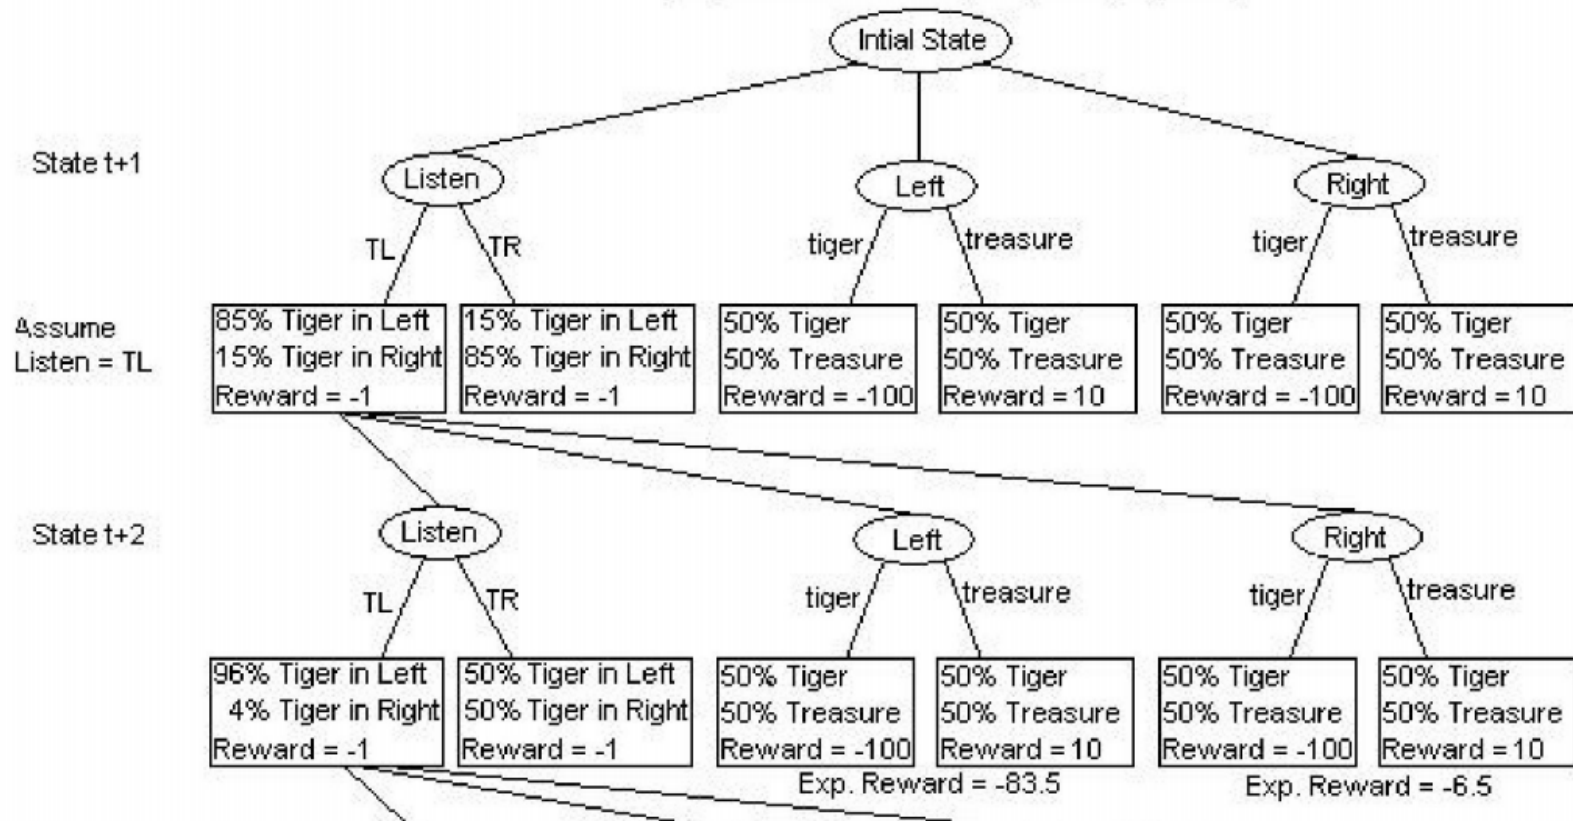 Intial State
State t+1
Listen
Left
Right
TL
TR
tiger
treasure
tiger
treasure
Assume
Listen = TL
85% Tiger in Left
15% Tiger in Right
Reward = -1
15% Tiger in Left
85% Tiger in Right
Reward = -1
50% Tiger
50% Treasure
Reward = -100
50% Tiger
50% Treasure
Reward = 10
50% Tiger
50% Treasure
Reward = -100
50% Tiger
50% Treasure
Reward = 10
State t+2
Listen
Left
Right
TL
TR
tiger
treasure
tiger
treasure
96% Tiger in Left
4% Tiger in Right
Reward = -1
50% Tiger in Left
50% Tiger in Right
Reward = -1
50% Tiger
50% Treasure
Reward = -100
50% Tiger
50% Treasure
Reward = 10
50% Tiger
50% Treasure
Reward = -100
50% Tiger
50% Treasure
Reward = 10
Exp. Reward = -83.5
Exp. Reward = -6.5